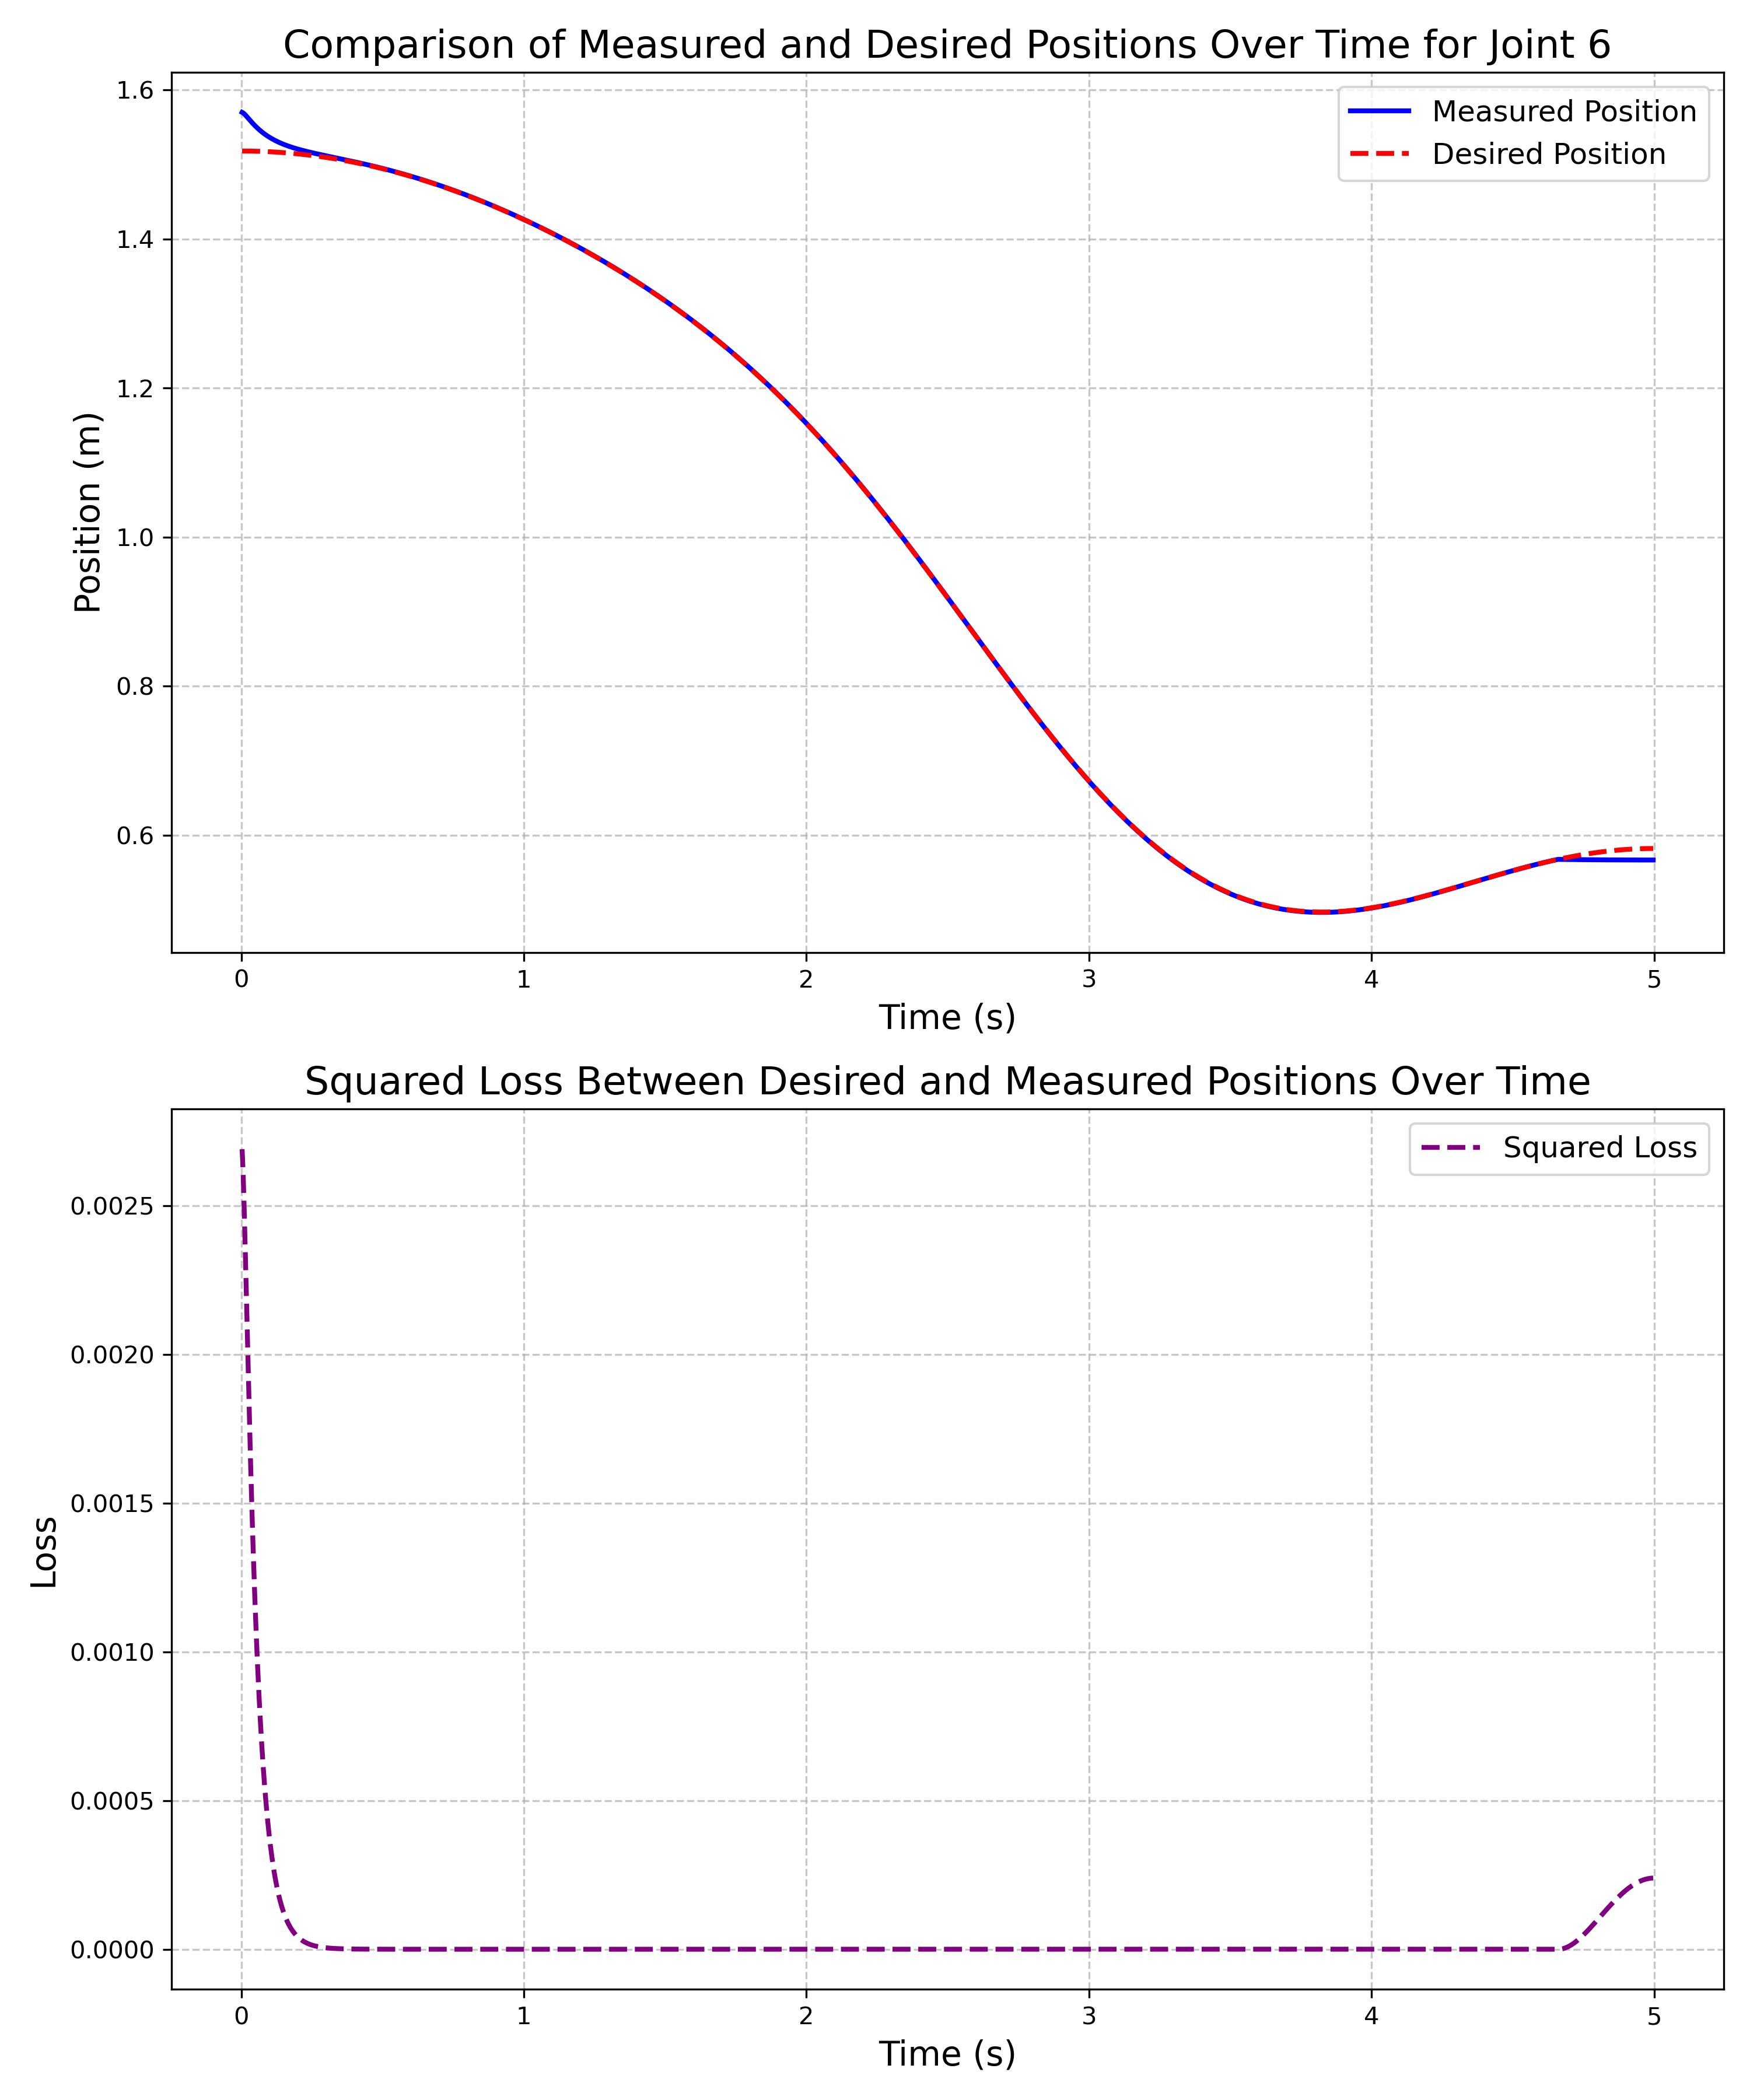 Comparison of Measured and Desired Positions Over Time for Joint 6
Measured Position
Desired Position
Position (m)
1.6
1.4
1.2
1.0
0.8
0.6
0 1 2 3 4 5
Time (s)
Squared Loss Between Desired and Measured Positions Over Time
Squared Loss
Loss
0.0025
0.0020
0.0015
0.0010
0.0005
0.0000
0 1 2 3 4 5
Time (s)